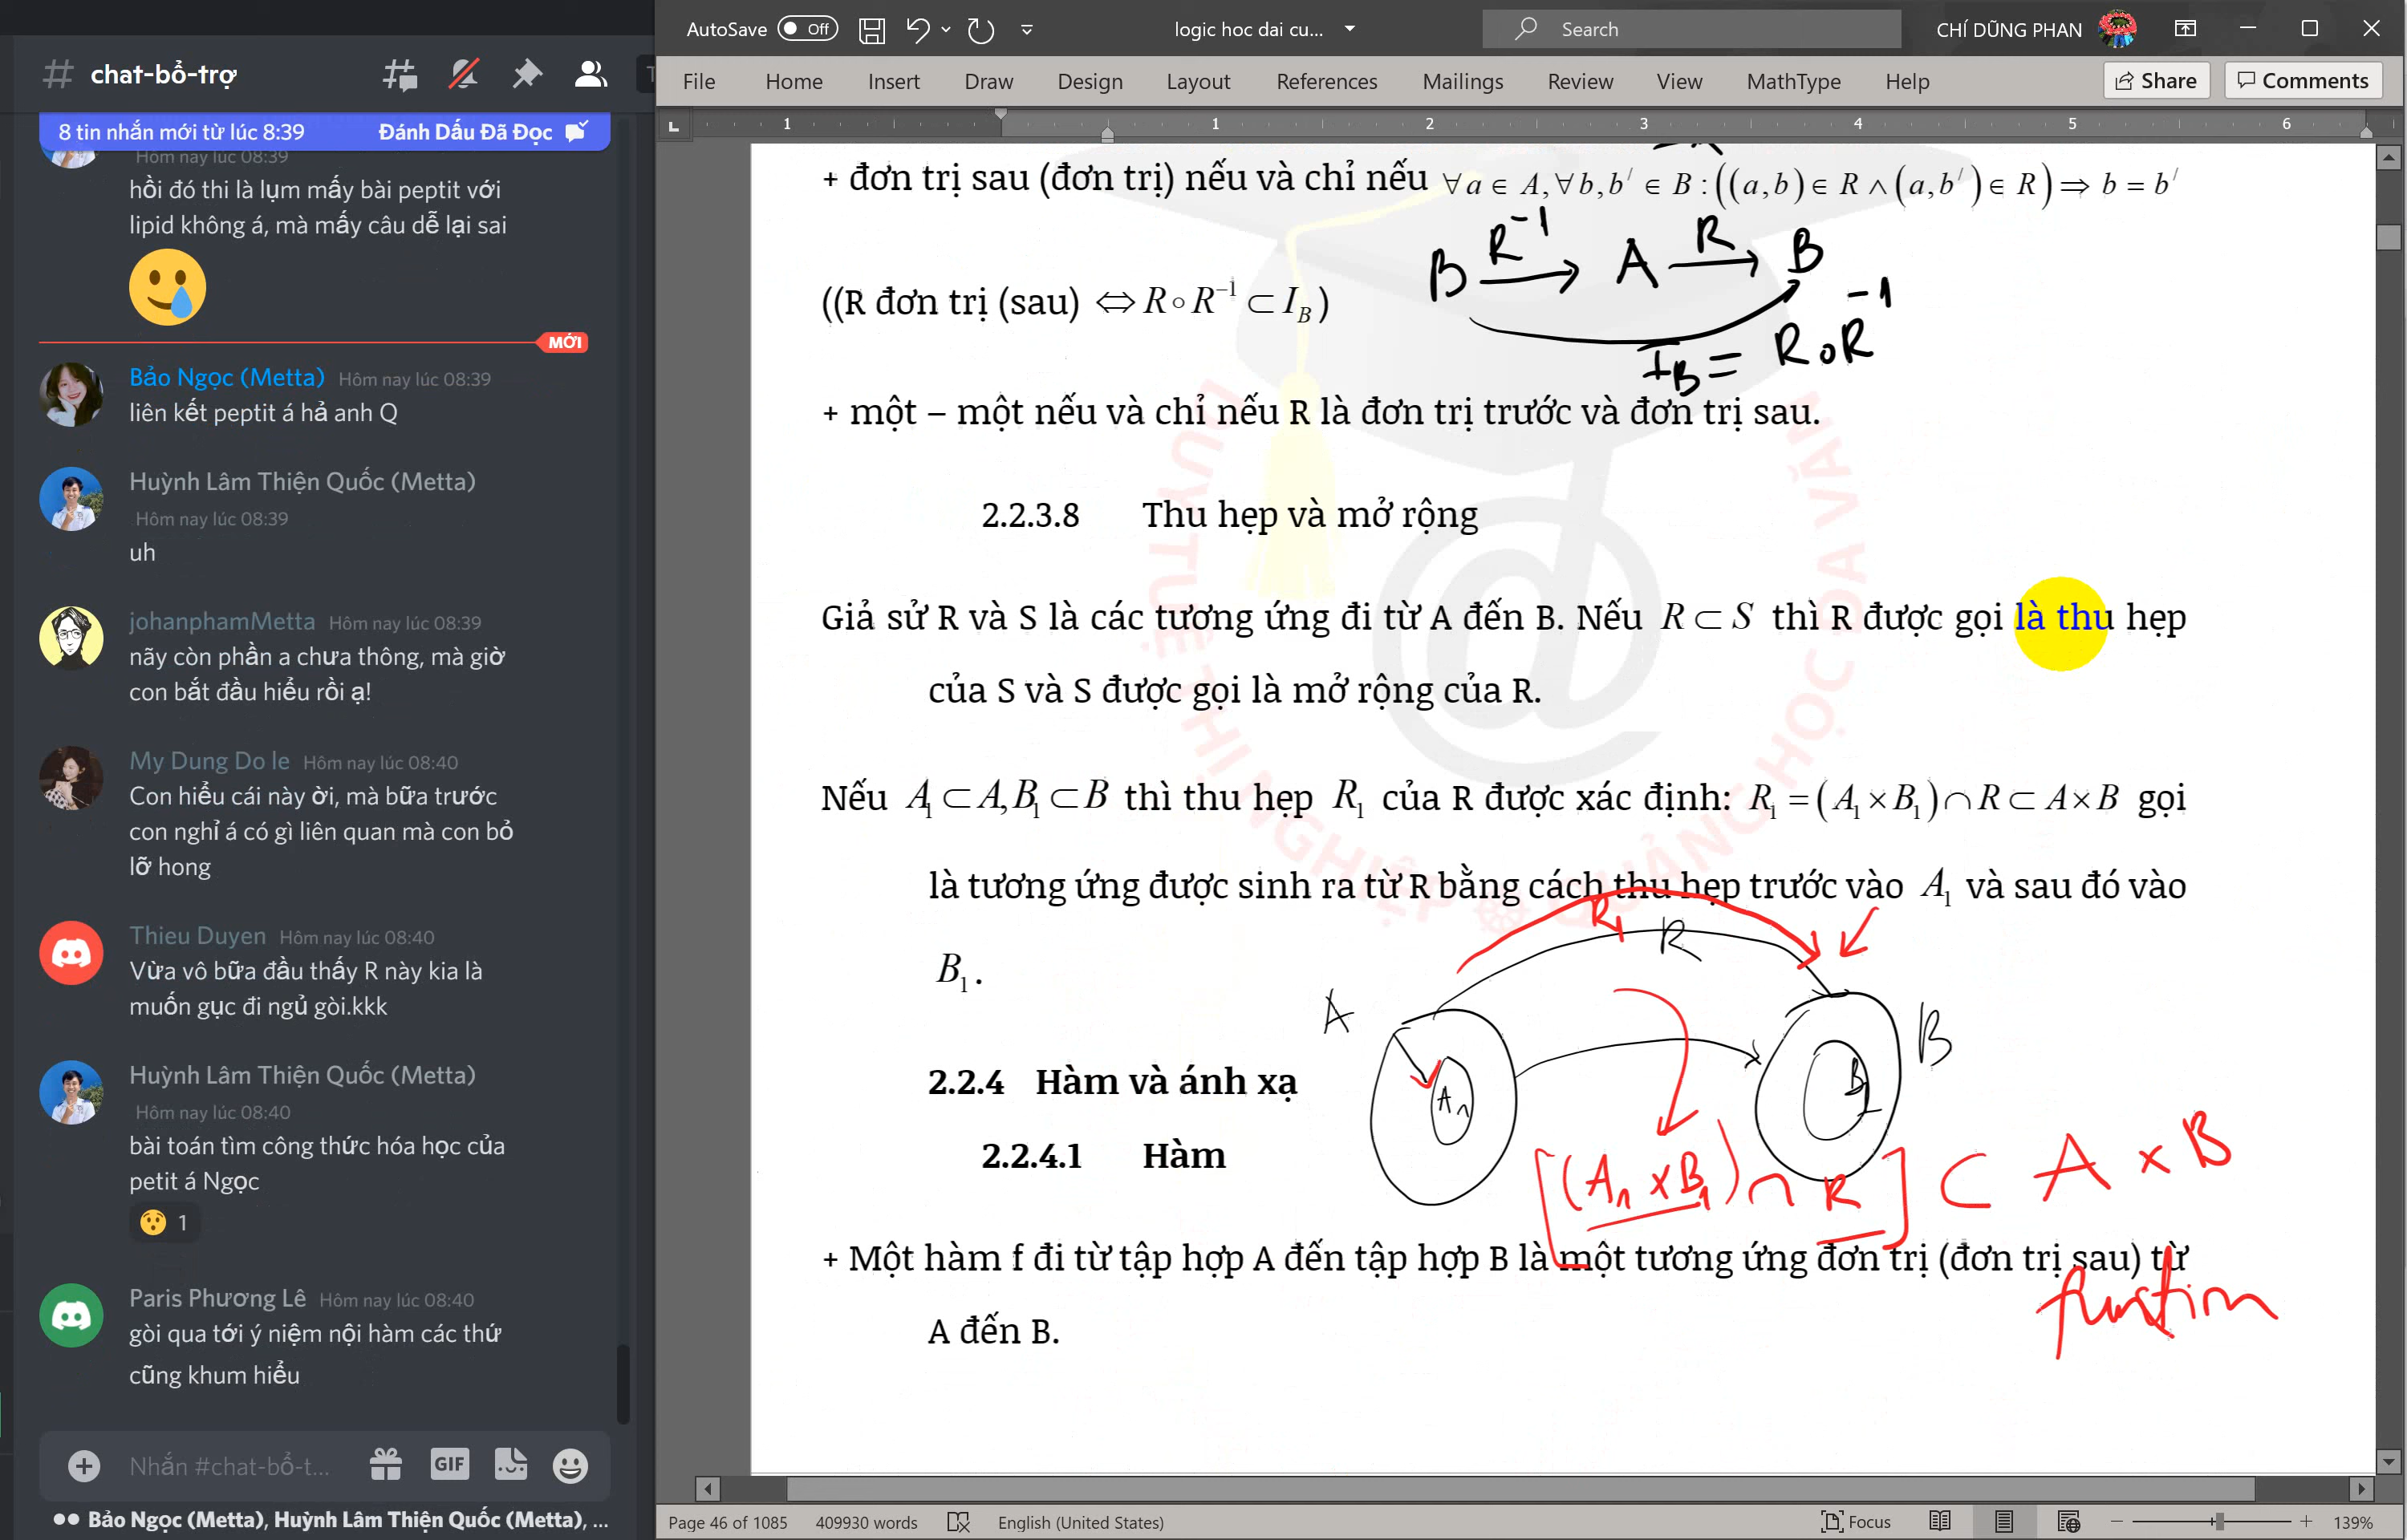 chat-bổ-trợ
8 tin nhắn mới từ lúc 8:39 Đánh Dấu Đã Đọc
Hôm nay lúc 08:39
hồi đó thi là lụm mấy bài peptit với
lipid không á, mà mấy câu dễ lại sai
MỚI
Bảo Ngọc (Metta) Hôm nay lúc 08:39
liên kết peptit á hả anh Q
Huỳnh Lâm Thiện Quốc (Metta)
Hôm nay lúc 08:39
uh
johanphamMetta Hôm nay lúc 08:39
nãy còn phần a chưa thông, mà giờ
con bắt đầu hiểu rồi ạ!
My Dung Do le Hôm nay lúc 08:40
Con hiểu cái này ời, mà bữa trước
con nghỉ á có gì liên quan mà con bỏ
lỡ hong
Thieu Duyen Hôm nay lúc 08:40
Vừa vô bữa đầu thấy R này kia là
muốn gục đi ngủ gòi.kkk
Huỳnh Lâm Thiện Quốc (Metta)
Hôm nay lúc 08:40
bài toán tìm công thức hóa học của
petit á Ngọc
1
Paris Phương Lê Hôm nay lúc 08:40
gòi qua tới ý niệm nội hàm các thứ
cũng khum hiểu
Nhắn #chat-bổ-t...
GIF
Bảo Ngọc (Metta), Huỳnh Lâm Thiện Quốc (Metta), ...
AutoSave Off logic hoc dai cu... Search CHÍ DŨNG PHAN
File Home Insert Draw Design Layout References Mailings Review View MathType Help Share Comments
1 1 2 3 4 5 6
+ đơn trị sau (đơn trị) nếu và chỉ nếu ∀a ∈ A, ∀b, b′ ∈ B : ((a,b) ∈ R ∧ (a,b′) ∈ R) ⇒ b = b′
B R⁻¹ → A R → B
((R đơn trị (sau) ⇔ R∘R⁻¹ ⊂ I_B)
I_B = R∘R⁻¹
+ một – một nếu và chỉ nếu R là đơn trị trước và đơn trị sau.
2.2.3.8 Thu hẹp và mở rộng
Giả sử R và S là các tương ứng đi từ A đến B. Nếu R ⊂ S thì R được gọi là thu hẹp
của S và S được gọi là mở rộng của R.
Nếu A₁ ⊂ A, B₁ ⊂ B thì thu hẹp R₁ của R được xác định: R₁ = (A₁ × B₁) ∩ R ⊂ A × B gọi
là tương ứng được sinh ra từ R bằng cách thu hẹp trước vào A₁ và sau đó vào
B₁.
R₁ R
A B
A₁ B₁
2.2.4 Hàm và ánh xạ
2.2.4.1 Hàm
[(A₁ × B₁) ∩ R] ⊂ A × B
+ Một hàm f đi từ tập hợp A đến tập hợp B là một tương ứng đơn trị (đơn trị sau) từ
A đến B.
function
DUY TUỆ THỊ NGHIỆP QUẢNG HỌC ĐA VĂN
Page 46 of 1085 409930 words English (United States) Focus 139%